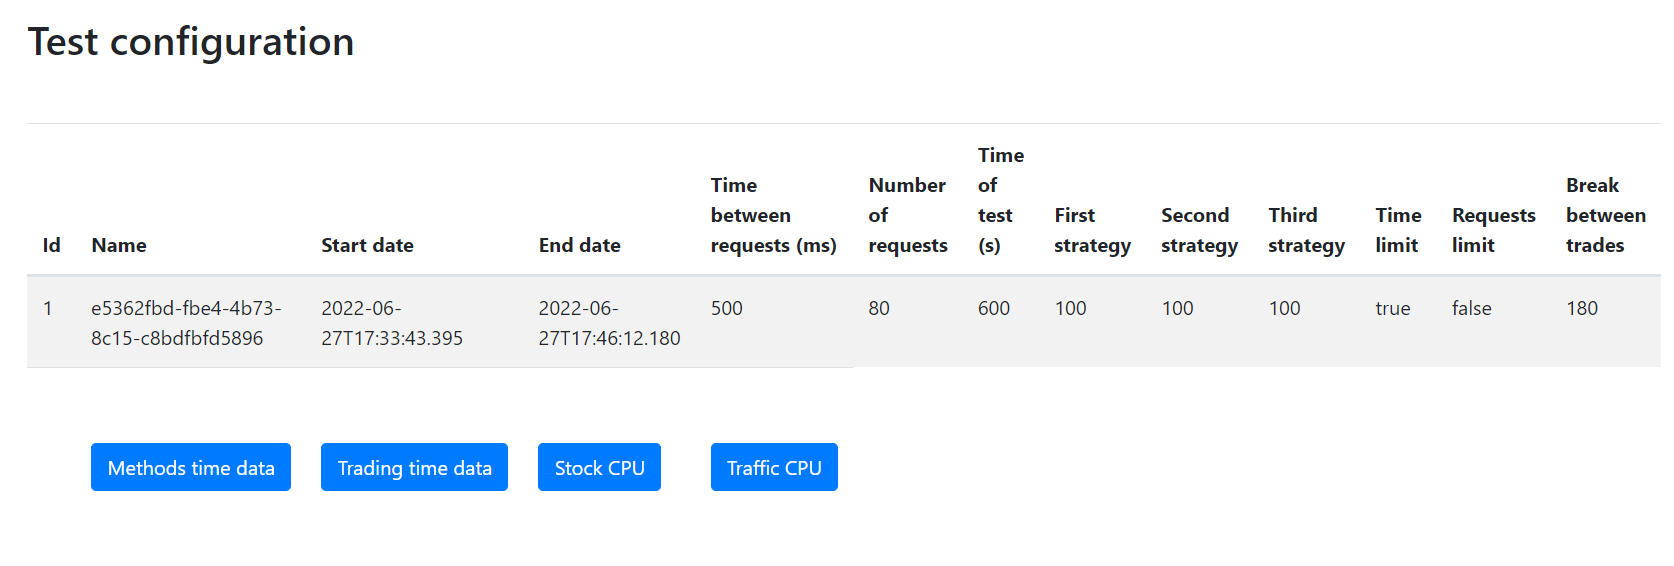 Test configuration
Id Name Start date End date Time between requests (ms) Number of requests Time of test (s) First strategy Second strategy Third strategy Time limit Requests limit Break between trades
1 e5362fbd-fbe4-4b73-8c15-c8bdfbfd5896 2022-06-27T17:33:43.395 2022-06-27T17:46:12.180 500 80 600 100 100 100 true false 180
Methods time data Trading time data Stock CPU Traffic CPU